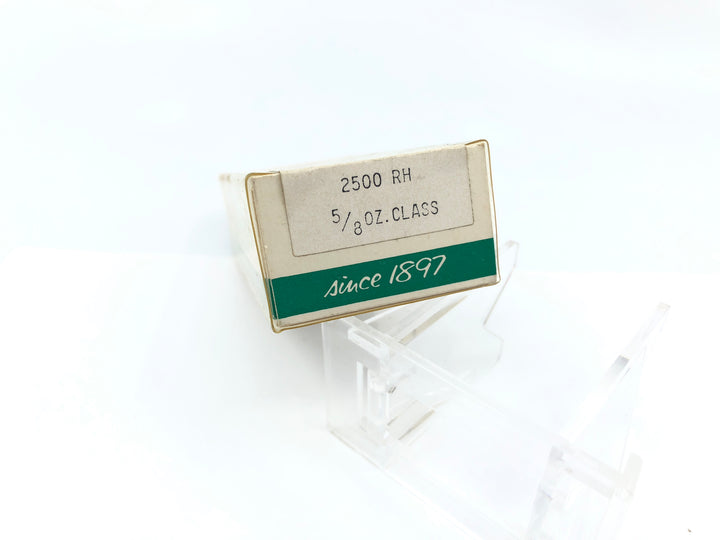 2500 RH
5/8 OZ. CLASS
since 1897